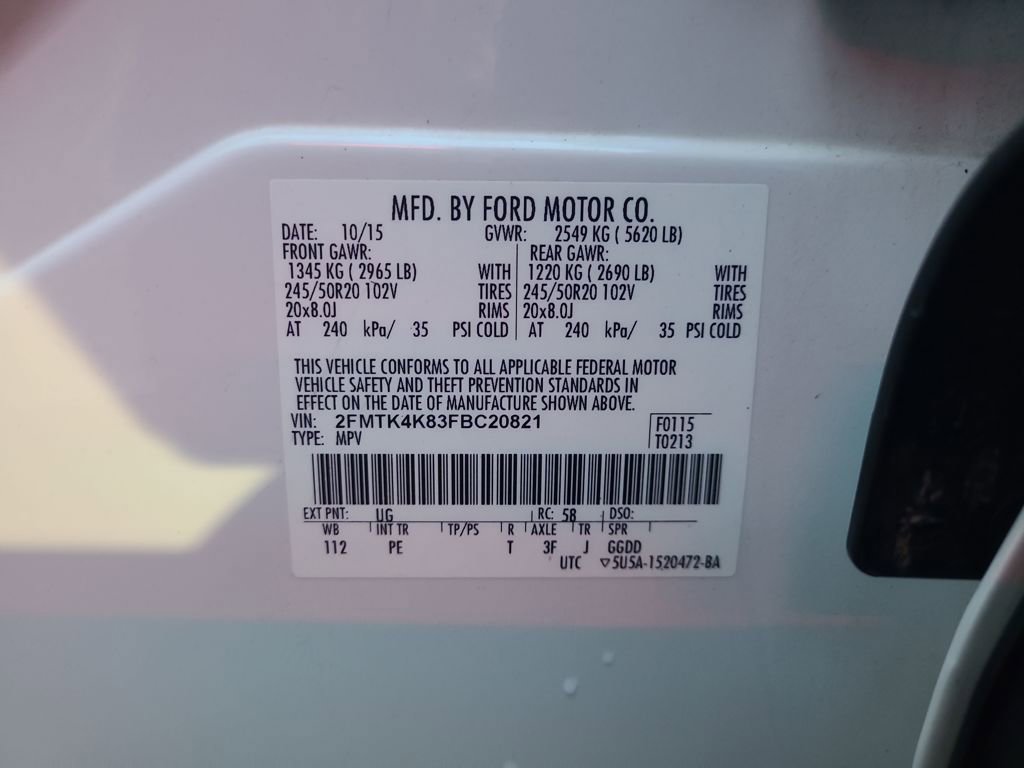 MFD. BY FORD MOTOR CO.
DATE: 10/15 GVWR: 2549 KG ( 5620 LB)
FRONT GAWR: REAR GAWR:
1345 KG ( 2965 LB) WITH 1220 KG ( 2690 LB) WITH
245/50R20 102V TIRES 245/50R20 102V TIRES
20x8.0J RIMS 20x8.0J RIMS
AT 240 kPa/ 35 PSI COLD AT 240 kPa/ 35 PSI COLD
THIS VEHICLE CONFORMS TO ALL APPLICABLE FEDERAL MOTOR
VEHICLE SAFETY AND THEFT PREVENTION STANDARDS IN
EFFECT ON THE DATE OF MANUFACTURE SHOWN ABOVE.
VIN: 2FMTK4K83FBC20821 F0115
TYPE: MPV T0213
EXT PNT: UG RC: 58 DSO:
WB INT TR TP/PS R AXLE TR SPR
112 PE T 3F J GGDD
UTC ▽5U5A-1520472-BA